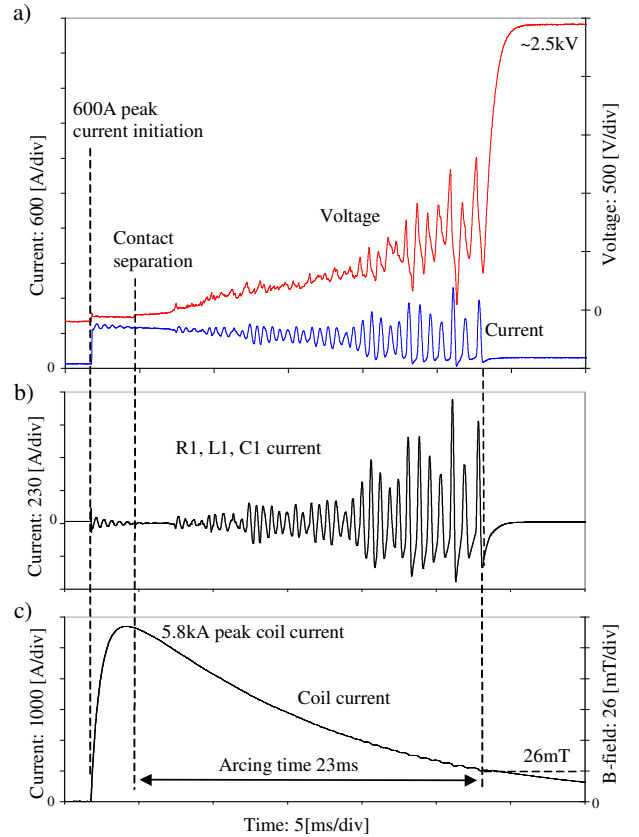 a)
~2.5kV
600A peak
current initiation
Voltage
Contact
separation
Current
Current: 600 [A/div]
Voltage: 500 [V/div]
0
0
b)
R1, L1, C1 current
Current: 230 [A/div]
0
c)
5.8kA peak coil current
Coil current
26mT
Arcing time 23ms
Current: 1000 [A/div]
B-field: 26 [mT/div]
0
0
Time: 5[ms/div]